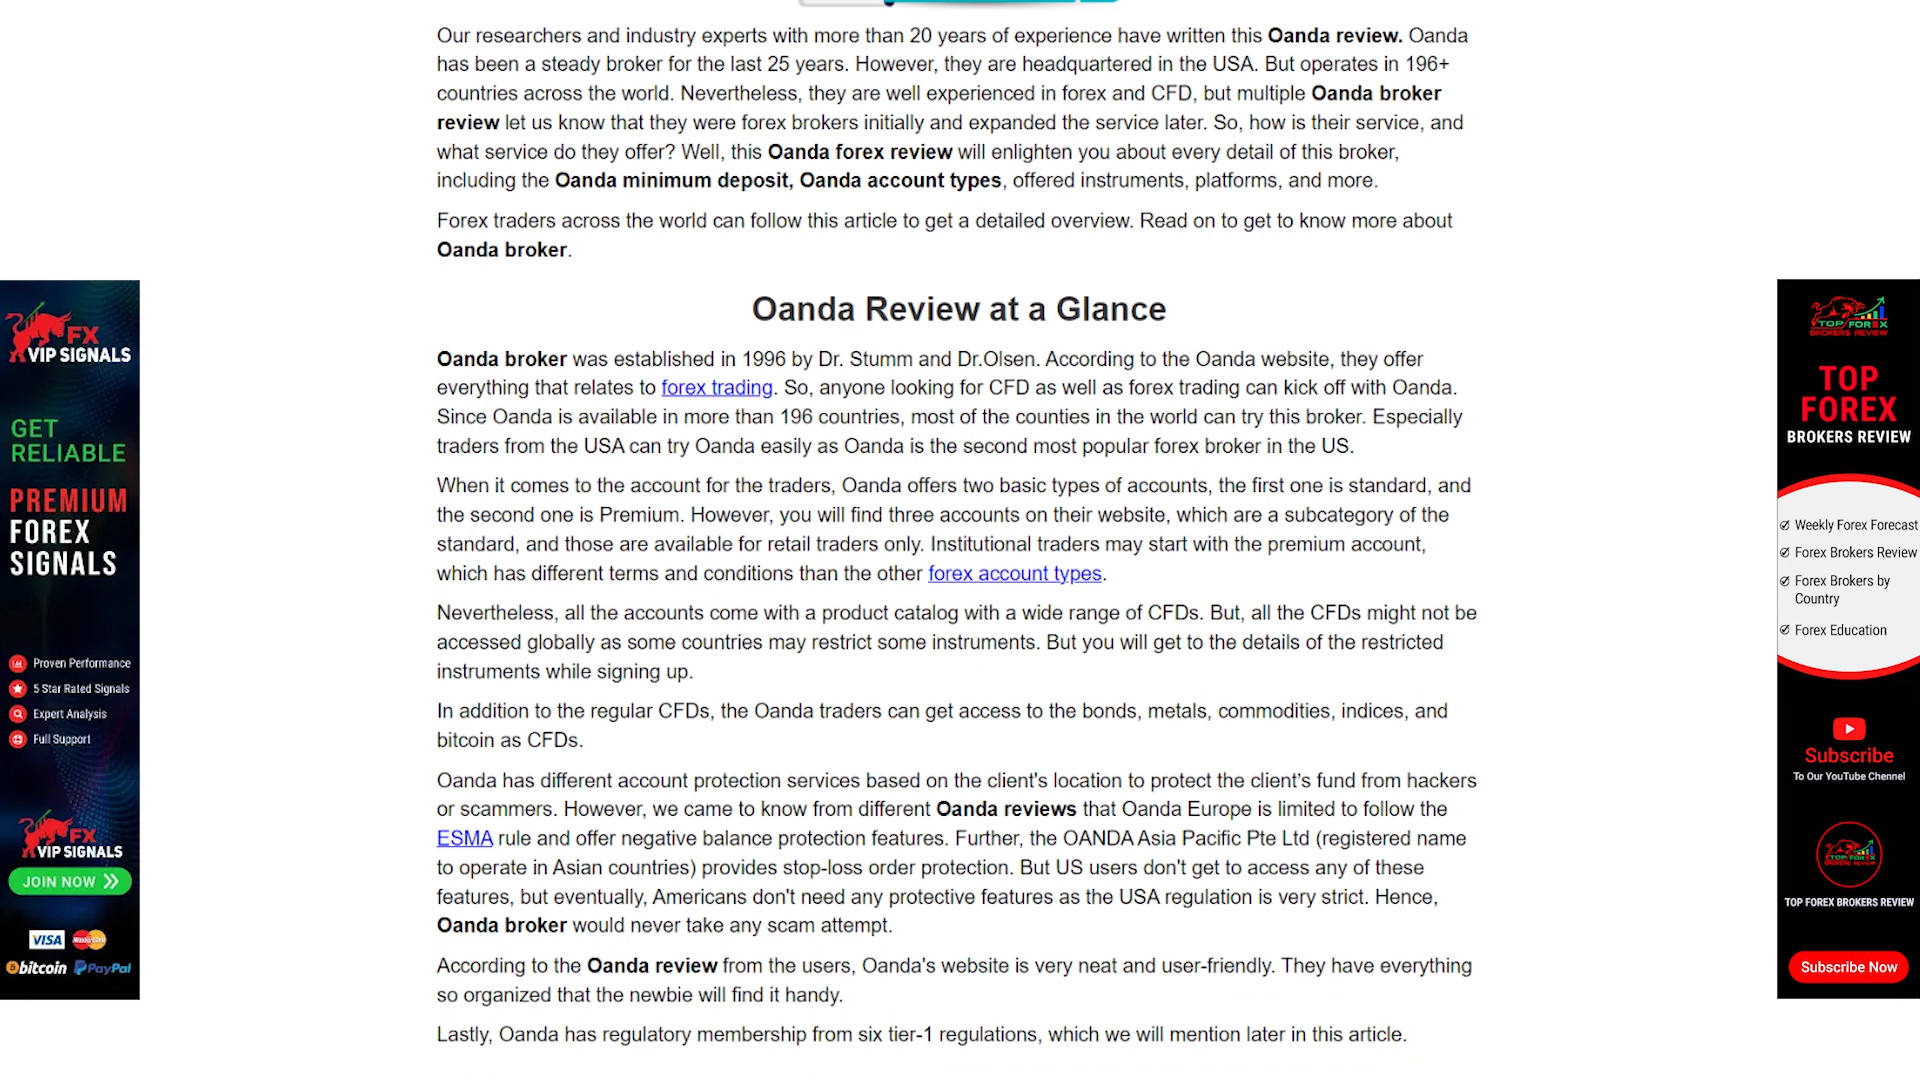 Our researchers and industry experts with more than 20 years of experience have written this Oanda review. Oanda
has been a steady broker for the last 25 years. However, they are headquartered in the USA. But operates in 196+
countries across the world. Nevertheless, they are well experienced in forex and CFD, but multiple Oanda broker
review let us know that they were forex brokers initially and expanded the service later. So, how is their service, and
what service do they offer? Well, this Oanda forex review will enlighten you about every detail of this broker,
including the Oanda minimum deposit, Oanda account types, offered instruments, platforms, and more.
Forex traders across the world can follow this article to get a detailed overview. Read on to get to know more about
Oanda broker.
Oanda Review at a Glance
Oanda broker was established in 1996 by Dr. Stumm and Dr.Olsen. According to the Oanda website, they offer
everything that relates to forex trading. So, anyone looking for CFD as well as forex trading can kick off with Oanda.
Since Oanda is available in more than 196 countries, most of the counties in the world can try this broker. Especially
traders from the USA can try Oanda easily as Oanda is the second most popular forex broker in the US.
When it comes to the account for the traders, Oanda offers two basic types of accounts, the first one is standard, and
the second one is Premium. However, you will find three accounts on their website, which are a subcategory of the
standard, and those are available for retail traders only. Institutional traders may start with the premium account,
which has different terms and conditions than the other forex account types.
Nevertheless, all the accounts come with a product catalog with a wide range of CFDs. But, all the CFDs might not be
accessed globally as some countries may restrict some instruments. But you will get to the details of the restricted
instruments while signing up.
In addition to the regular CFDs, the Oanda traders can get access to the bonds, metals, commodities, indices, and
bitcoin as CFDs.
Oanda has different account protection services based on the client's location to protect the client’s fund from hackers
or scammers. However, we came to know from different Oanda reviews that Oanda Europe is limited to follow the
ESMA rule and offer negative balance protection features. Further, the OANDA Asia Pacific Pte Ltd (registered name
to operate in Asian countries) provides stop-loss order protection. But US users don't get to access any of these
features, but eventually, Americans don't need any protective features as the USA regulation is very strict. Hence,
Oanda broker would never take any scam attempt.
According to the Oanda review from the users, Oanda's website is very neat and user-friendly. They have everything
so organized that the newbie will find it handy.
Lastly, Oanda has regulatory membership from six tier-1 regulations, which we will mention later in this article.
FX
VIP SIGNALS
GET
RELIABLE
PREMIUM
FOREX
SIGNALS
Proven Performance
5 Star Rated Signals
Expert Analysis
Full Support
FX
VIP SIGNALS
JOIN NOW
VISA MasterCard
bitcoin PayPal
TOP FOREX
BROKERS REVIEW
TOP
FOREX
BROKERS REVIEW
Weekly Forex Forecast
Forex Brokers Review
Forex Brokers by
Country
Forex Education
Subscribe
To Our YouTube Chennel
TOP FOREX
BROKERS REVIEW
TOP FOREX BROKERS REVIEW
Subscribe Now